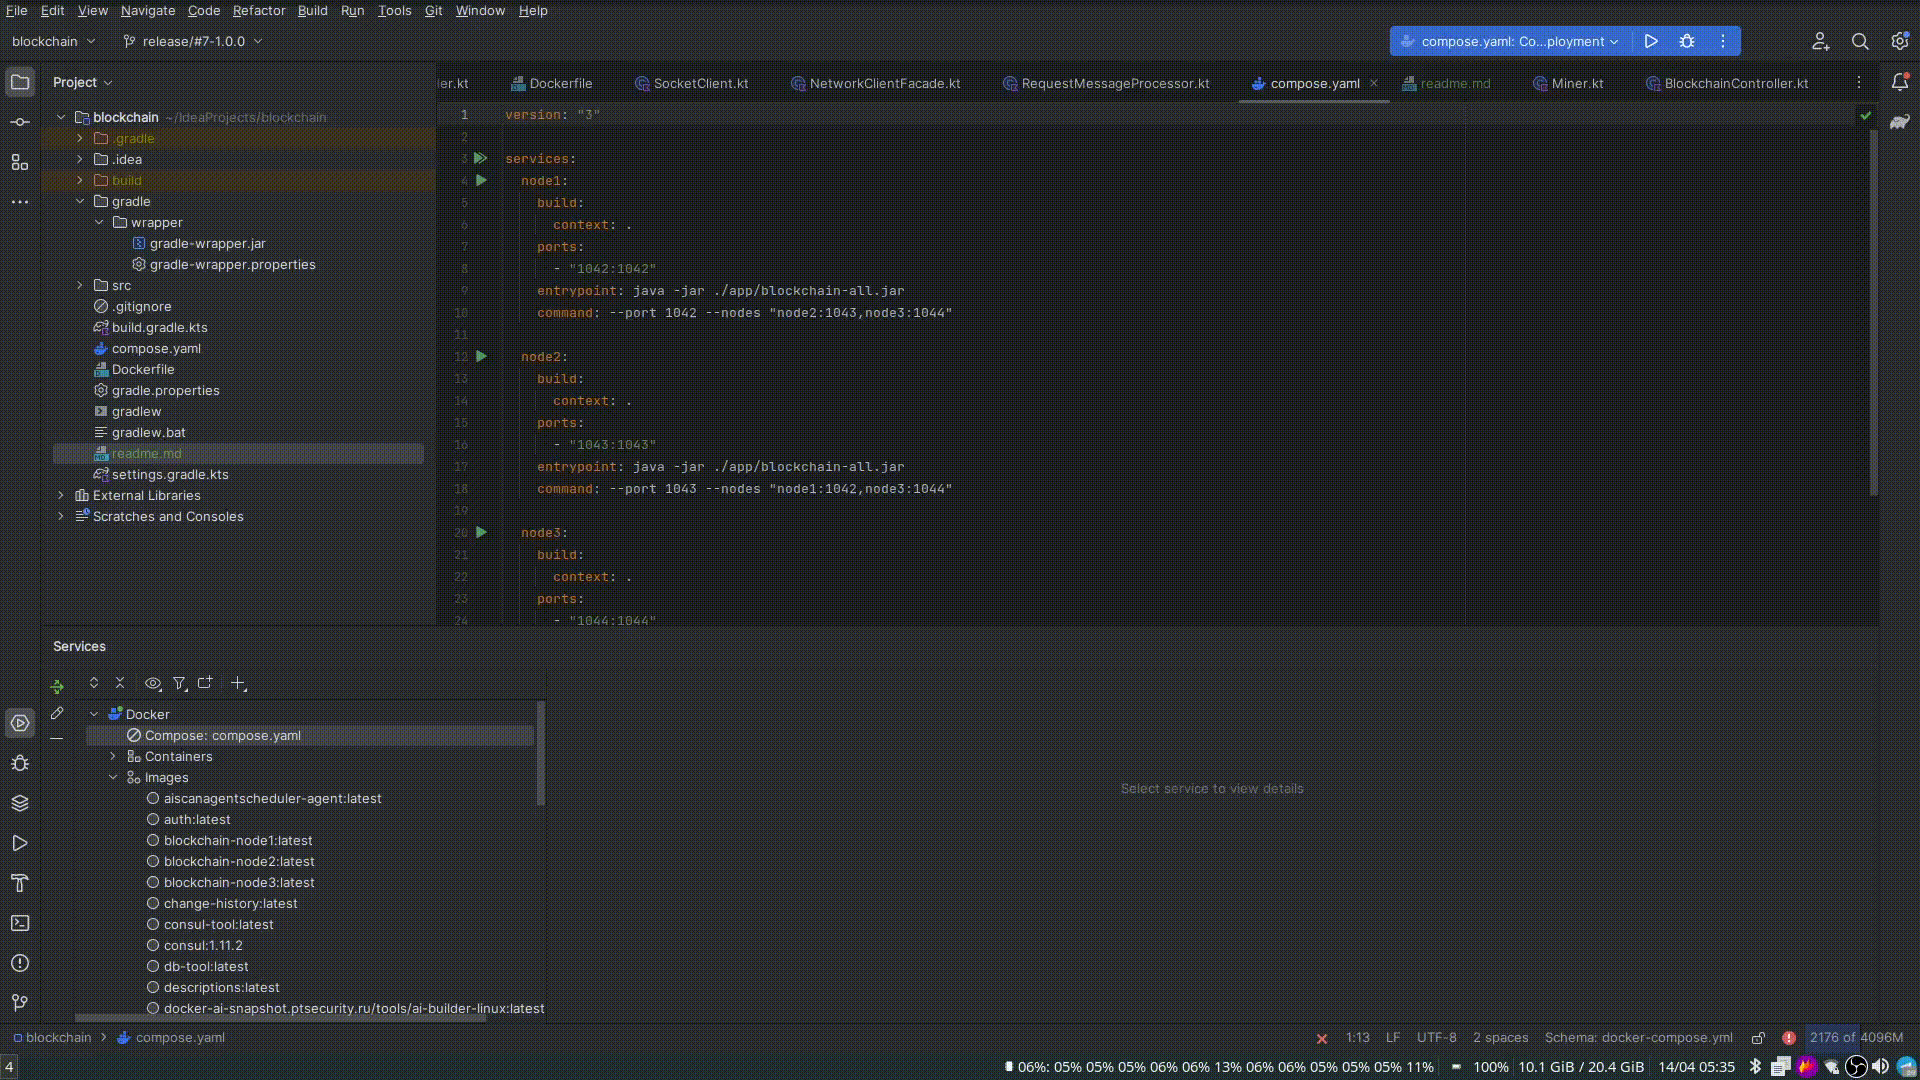 File Edit View Navigate Code Refactor Build Run Tools Git Window Help
blockchain release/#7-1.0.0 compose.yaml: Co...ployment
Project
ler.kt Dockerfile SocketClient.kt NetworkClientFacade.kt RequestMessageProcessor.kt compose.yaml readme.md Miner.kt BlockchainController.kt
blockchain ~/IdeaProjects/blockchain
.gradle
.idea
build
gradle
wrapper
gradle-wrapper.jar
gradle-wrapper.properties
src
.gitignore
build.gradle.kts
compose.yaml
Dockerfile
gradle.properties
gradlew
gradlew.bat
readme.md
settings.gradle.kts
External Libraries
Scratches and Consoles
1 version: "3"
2
3 services:
4 node1:
5 build:
6 context: .
7 ports:
8 - "1042:1042"
9 entrypoint: java -jar ./app/blockchain-all.jar
10 command: --port 1042 --nodes "node2:1043,node3:1044"
11
12 node2:
13 build:
14 context: .
15 ports:
16 - "1043:1043"
17 entrypoint: java -jar ./app/blockchain-all.jar
18 command: --port 1043 --nodes "node1:1042,node3:1044"
19
20 node3:
21 build:
22 context: .
23 ports:
24 - "1044:1044"
Services
Docker
Compose: compose.yaml
Containers
Images
aiscanagentscheduler-agent:latest
auth:latest
blockchain-node1:latest
blockchain-node2:latest
blockchain-node3:latest
change-history:latest
consul-tool:latest
consul:1.11.2
db-tool:latest
descriptions:latest
docker-ai-snapshot.ptsecurity.ru/tools/ai-builder-linux:latest
Select service to view details
blockchain compose.yaml 1:13 LF UTF-8 2 spaces Schema: docker-compose.yml 2176 of 4096M
4 06%: 05% 05% 05% 06% 06% 13% 06% 06% 05% 05% 05% 11% 100% 10.1 GiB / 20.4 GiB 14/04 05:35